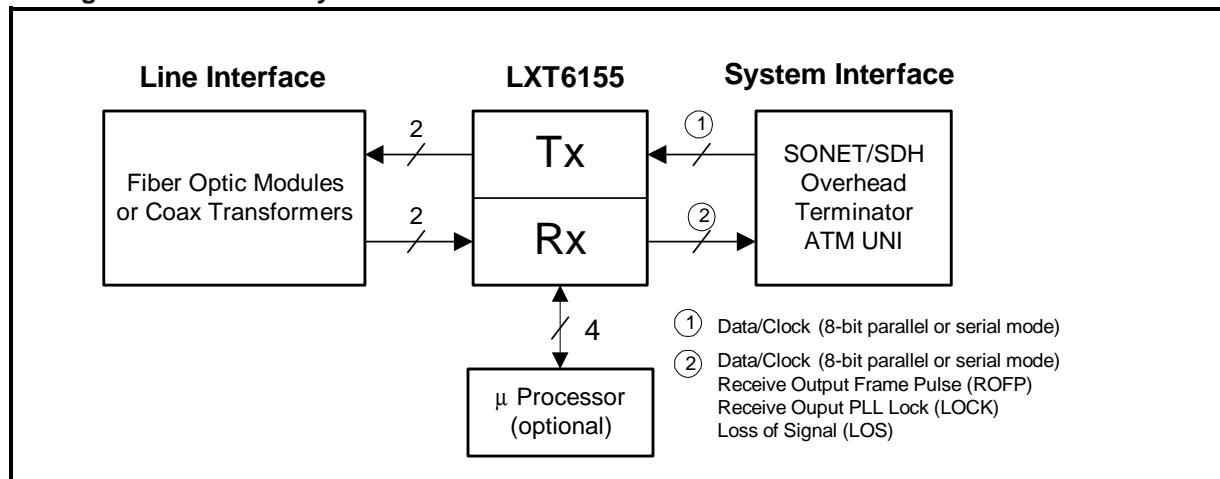 Line Interface
LXT6155
System Interface
Fiber Optic Modules
or Coax Transformers
2
2
Tx
Rx
1
2
SONET/SDH
Overhead
Terminator
ATM UNI
4
µ Processor
(optional)
1 Data/Clock (8-bit parallel or serial mode)
2 Data/Clock (8-bit parallel or serial mode)
Receive Output Frame Pulse (ROFP)
Receive Ouput PLL Lock (LOCK)
Loss of Signal (LOS)